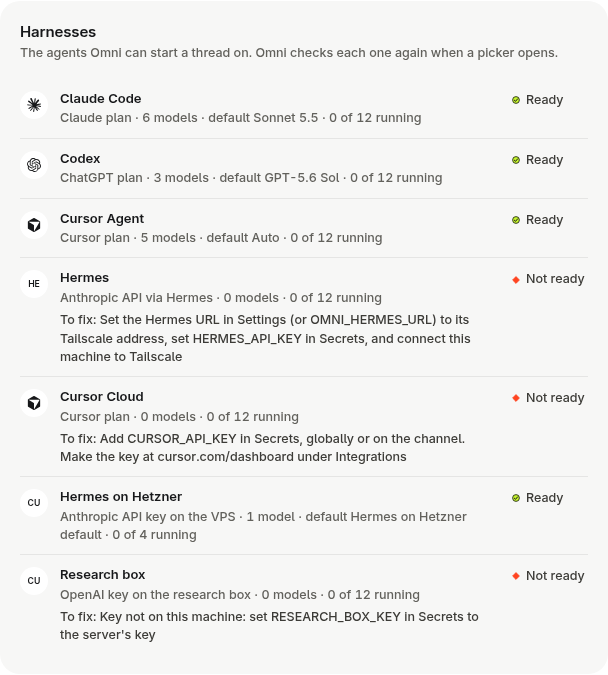 Harnesses
The agents Omni can start a thread on. Omni checks each one again when a picker opens.
Claude Code
Ready
Claude plan · 6 models · default Sonnet 5.5 · 0 of 12 running
Codex
Ready
ChatGPT plan · 3 models · default GPT-5.6 Sol · 0 of 12 running
Cursor Agent
Ready
Cursor plan · 5 models · default Auto · 0 of 12 running
HE
Hermes
Not ready
Anthropic API via Hermes · 0 models · 0 of 12 running
To fix: Set the Hermes URL in Settings (or OMNI_HERMES_URL) to its
Tailscale address, set HERMES_API_KEY in Secrets, and connect this
machine to Tailscale
Cursor Cloud
Not ready
Cursor plan · 0 models · 0 of 12 running
To fix: Add CURSOR_API_KEY in Secrets, globally or on the channel.
Make the key at cursor.com/dashboard under Integrations
CU
Hermes on Hetzner
Ready
Anthropic API key on the VPS · 1 model · default Hermes on Hetzner
default · 0 of 4 running
CU
Research box
Not ready
OpenAI key on the research box · 0 models · 0 of 12 running
To fix: Key not on this machine: set RESEARCH_BOX_KEY in Secrets to
the server's key